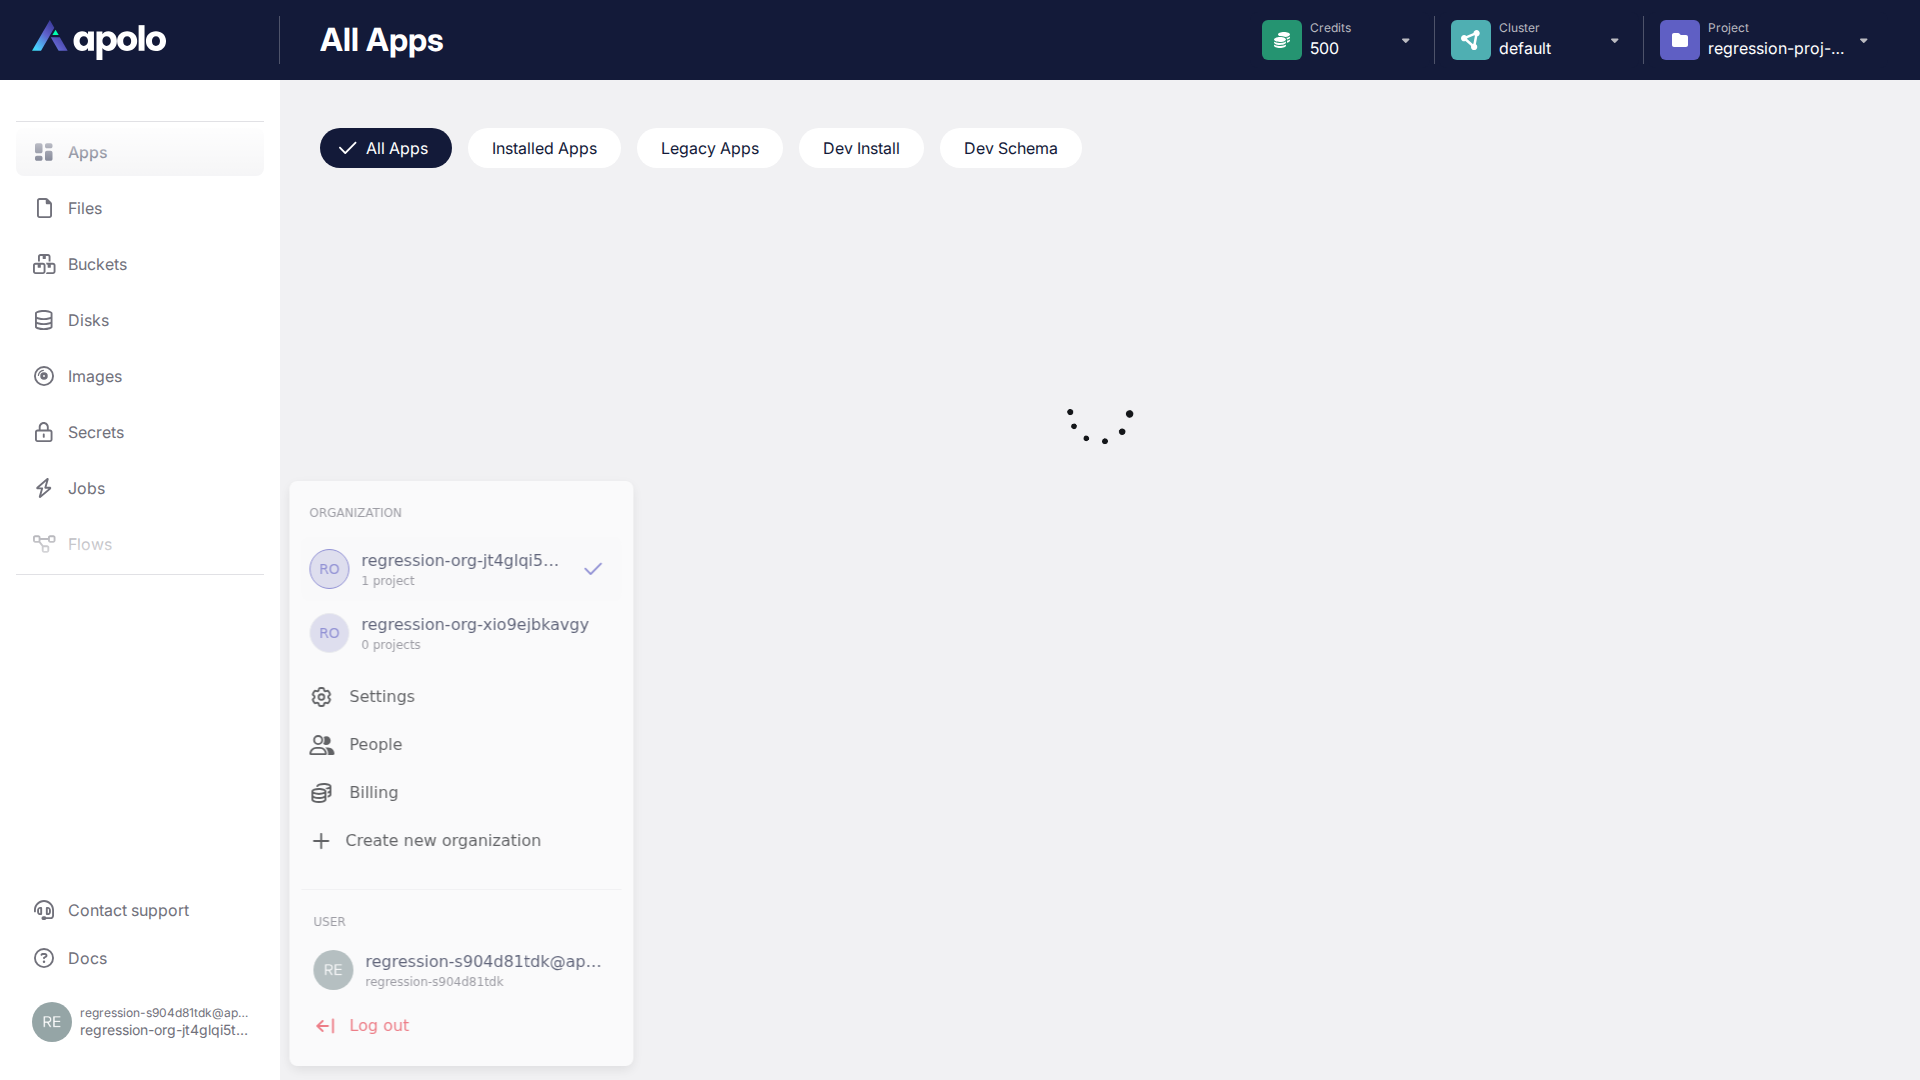 apolo
All Apps
Credits
500
Cluster
default
Project
regression-proj-...
Apps
Files
Buckets
Disks
Images
Secrets
Jobs
Flows
All Apps
Installed Apps
Legacy Apps
Dev Install
Dev Schema
ORGANIZATION
RO
regression-org-jt4glqi5...
1 project
RO
regression-org-xio9ejbkavgy
0 projects
Settings
People
Billing
Create new organization
USER
RE
regression-s904d81tdk@ap...
regression-s904d81tdk
Log out
Contact support
Docs
RE
regression-s904d81tdk@ap...
regression-org-jt4glqi5t...